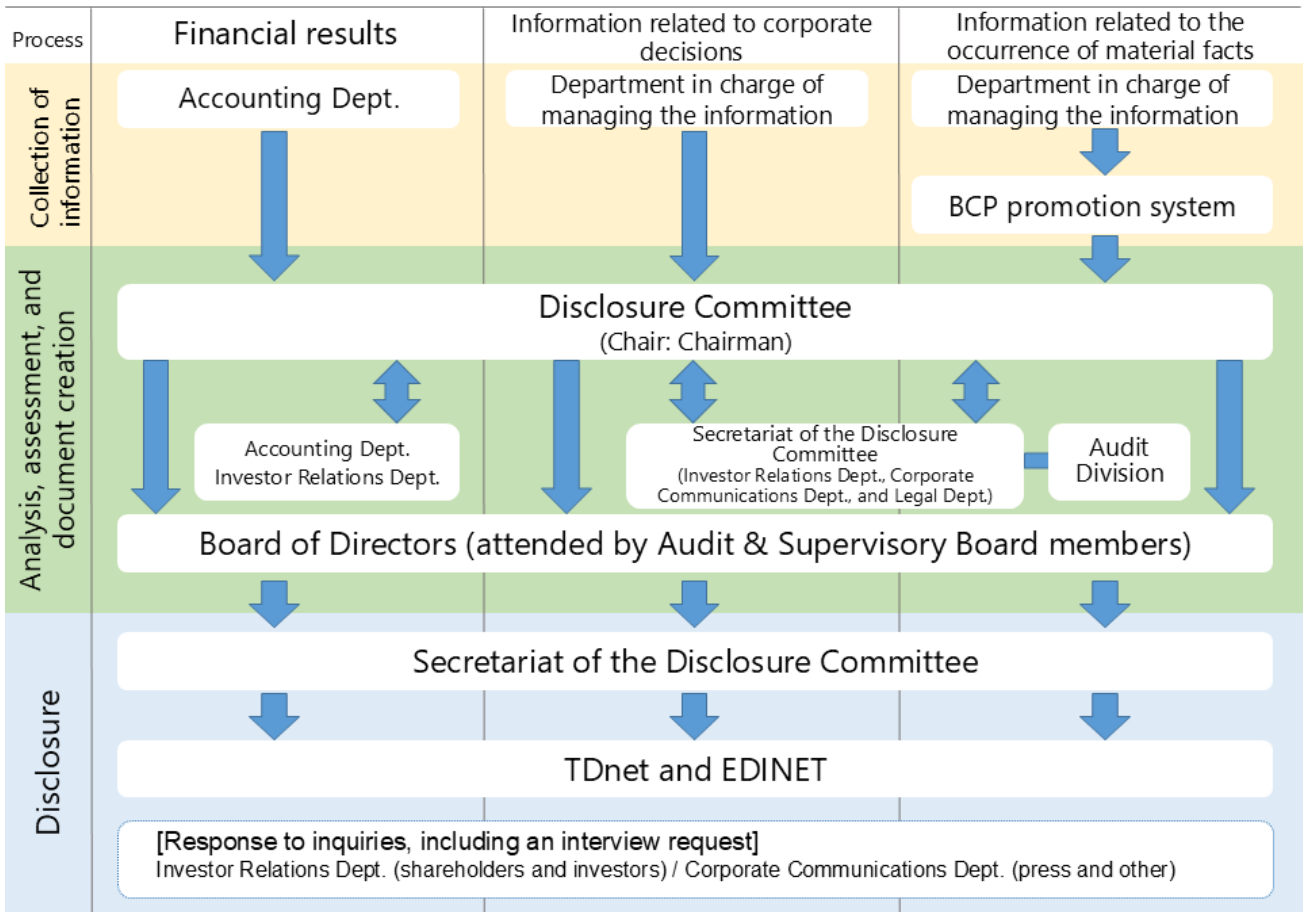 Process
Financial results
Information related to corporate
decisions
Information related to the
occurrence of material facts
Collection of
information
Accounting Dept.
Department in charge of
managing the information
Department in charge of
managing the information
BCP promotion system
Analysis, assessment, and
document creation
Disclosure Committee
(Chair: Chairman)
Accounting Dept.
Investor Relations Dept.
Secretariat of the Disclosure
Committee
(Investor Relations Dept., Corporate
Communications Dept., and Legal Dept.)
Audit
Division
Board of Directors (attended by Audit & Supervisory Board members)
Disclosure
Secretariat of the Disclosure Committee
TDnet and EDINET
[Response to inquiries, including an interview request]
Investor Relations Dept. (shareholders and investors) / Corporate Communications Dept. (press and other)